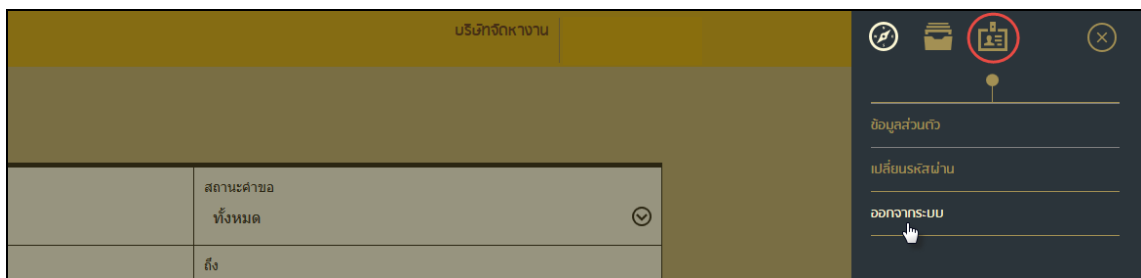 บริษัทจัดหางาน
ข้อมูลส่วนตัว
เปลี่ยนรหัสผ่าน
ออกจากระบบ
สถานะคำขอ
ทั้งหมด
ถึง